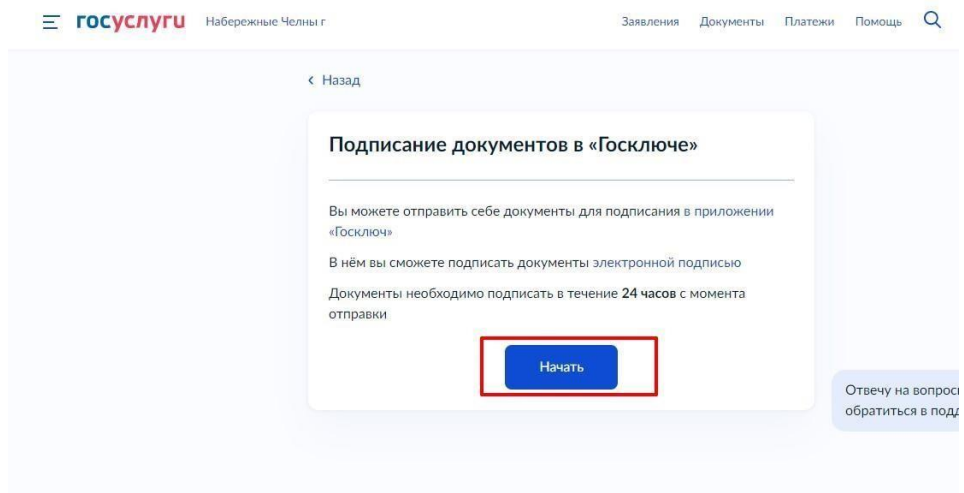 госуслуги Набережные Челны г Заявления Документы Платежи Помощь
Назад
Подписание документов в «Госключе»
Вы можете отправить себе документы для подписания в приложении
«Госключ»
В нём вы сможете подписать документы электронной подписью
Документы необходимо подписать в течение 24 часов с момента
отправки
Начать
Отвечу на
обратиться в